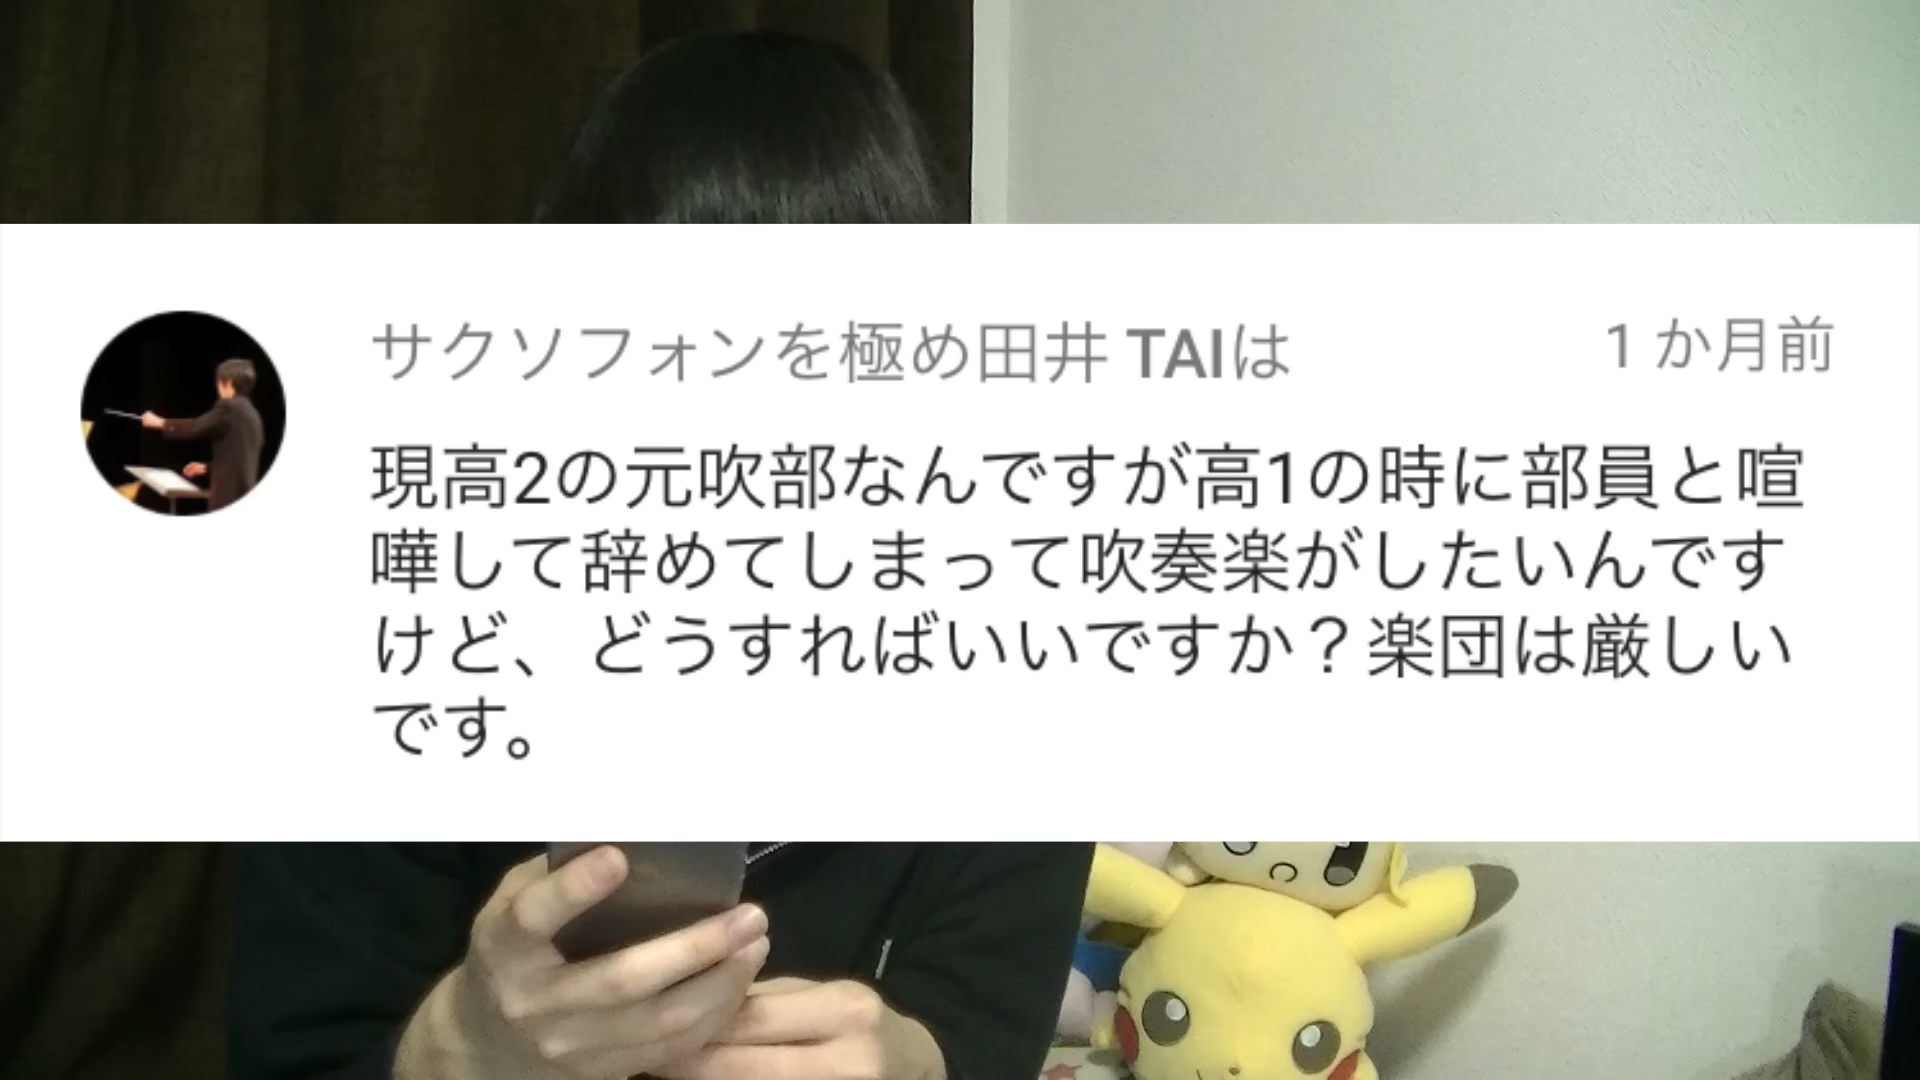 サクソフォンを極め田井 TAIは
1 か月前
現高2の元吹部なんですが高1の時に部員と喧
嘩して辞めてしまって吹奏楽がしたいんです
けど、どうすればいいですか？楽団は厳しい
です。